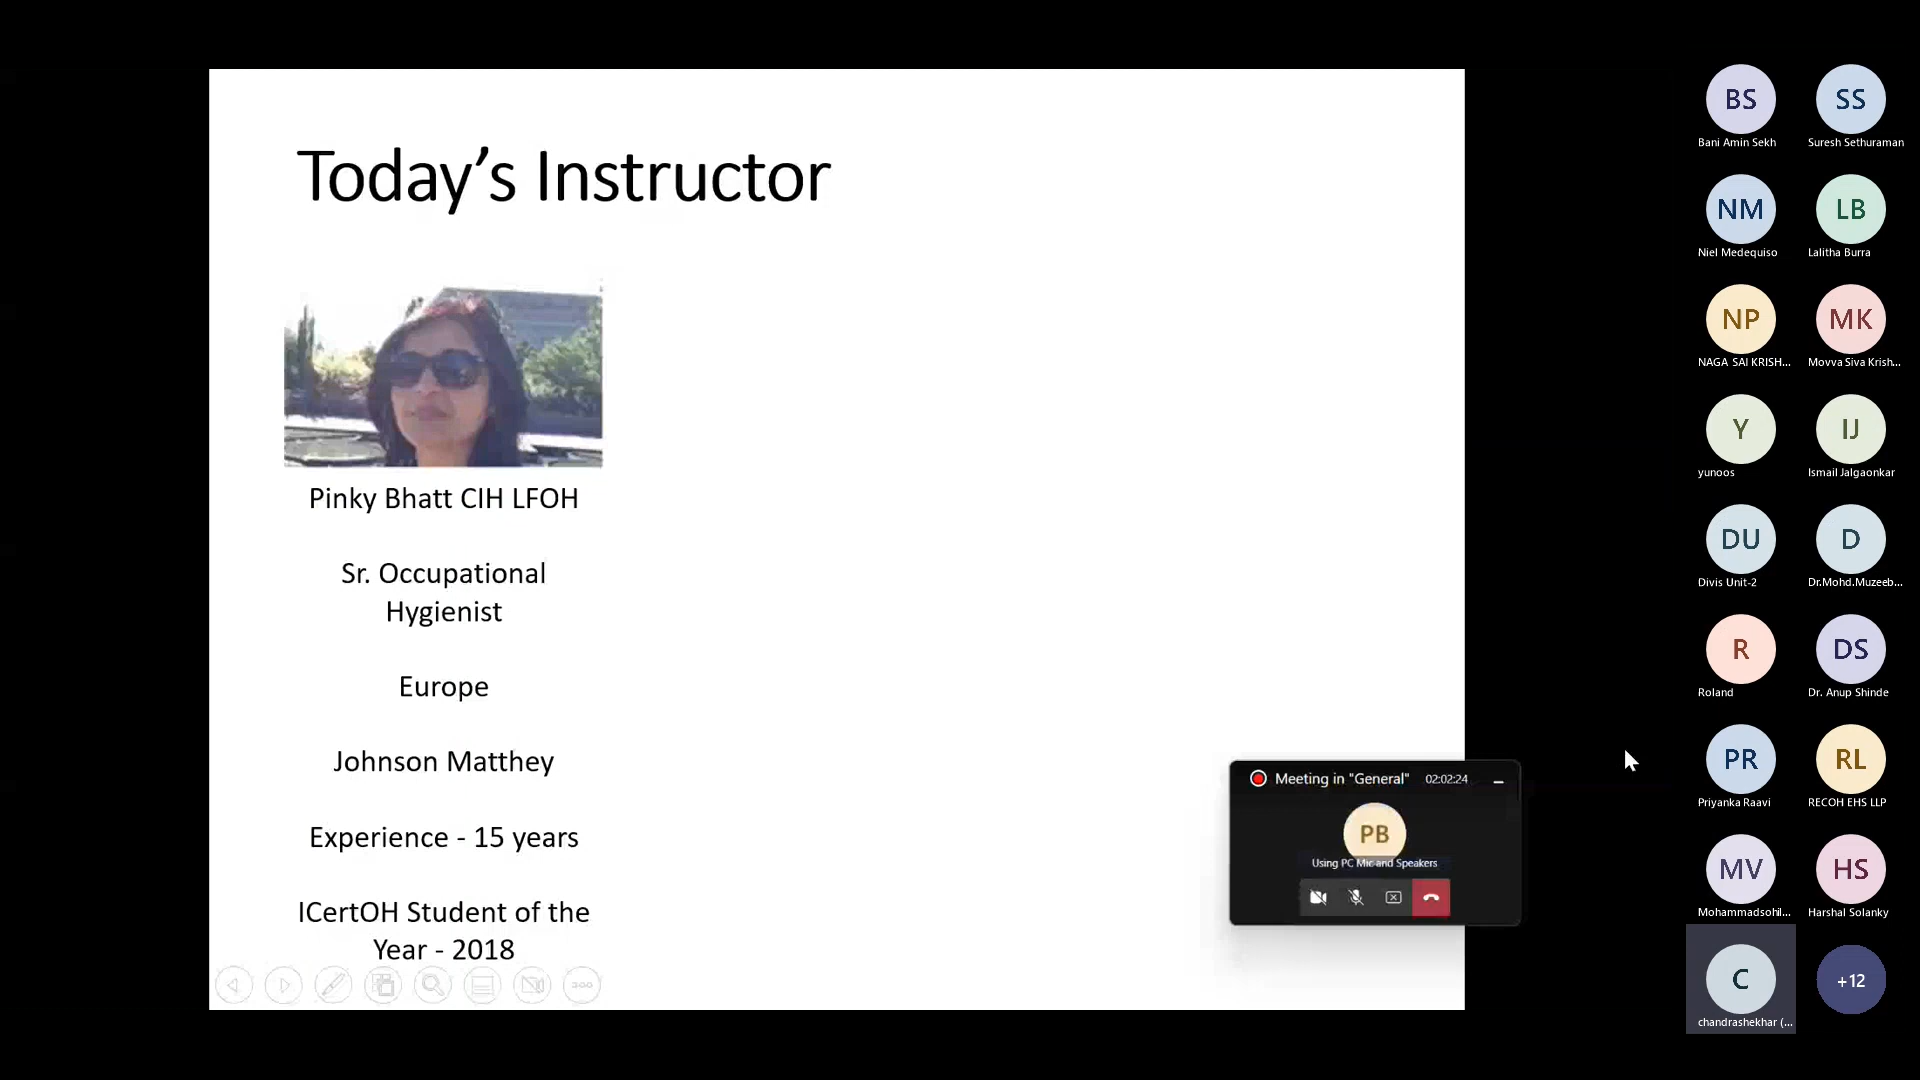 Today's Instructor
Pinky Bhatt CIH LFOH
Sr. Occupational
Hygienist
Europe
Johnson Matthey
Experience - 15 years
ICertOH Student of the
Year - 2018
Meeting in "General" 02:02:24
PB
Using PC Mic and Speakers
BS SS
Bani Amin Sekh Suresh Sethuraman
NM LB
Niel Medequiso Lalitha Burra
NP MK
NAGA SAI KRISH... Movva Siva Krish...
Y IJ
yunoos Ismail Jalgaonkar
DU D
Divis Unit-2 Dr.Mohd.Muzeeb...
R DS
Roland Dr. Anup Shinde
PR RL
Priyanka Raavi RECOH EHS LLP
MV HS
Mohammadsohil... Harshal Solanky
C +12
chandrashekhar (...